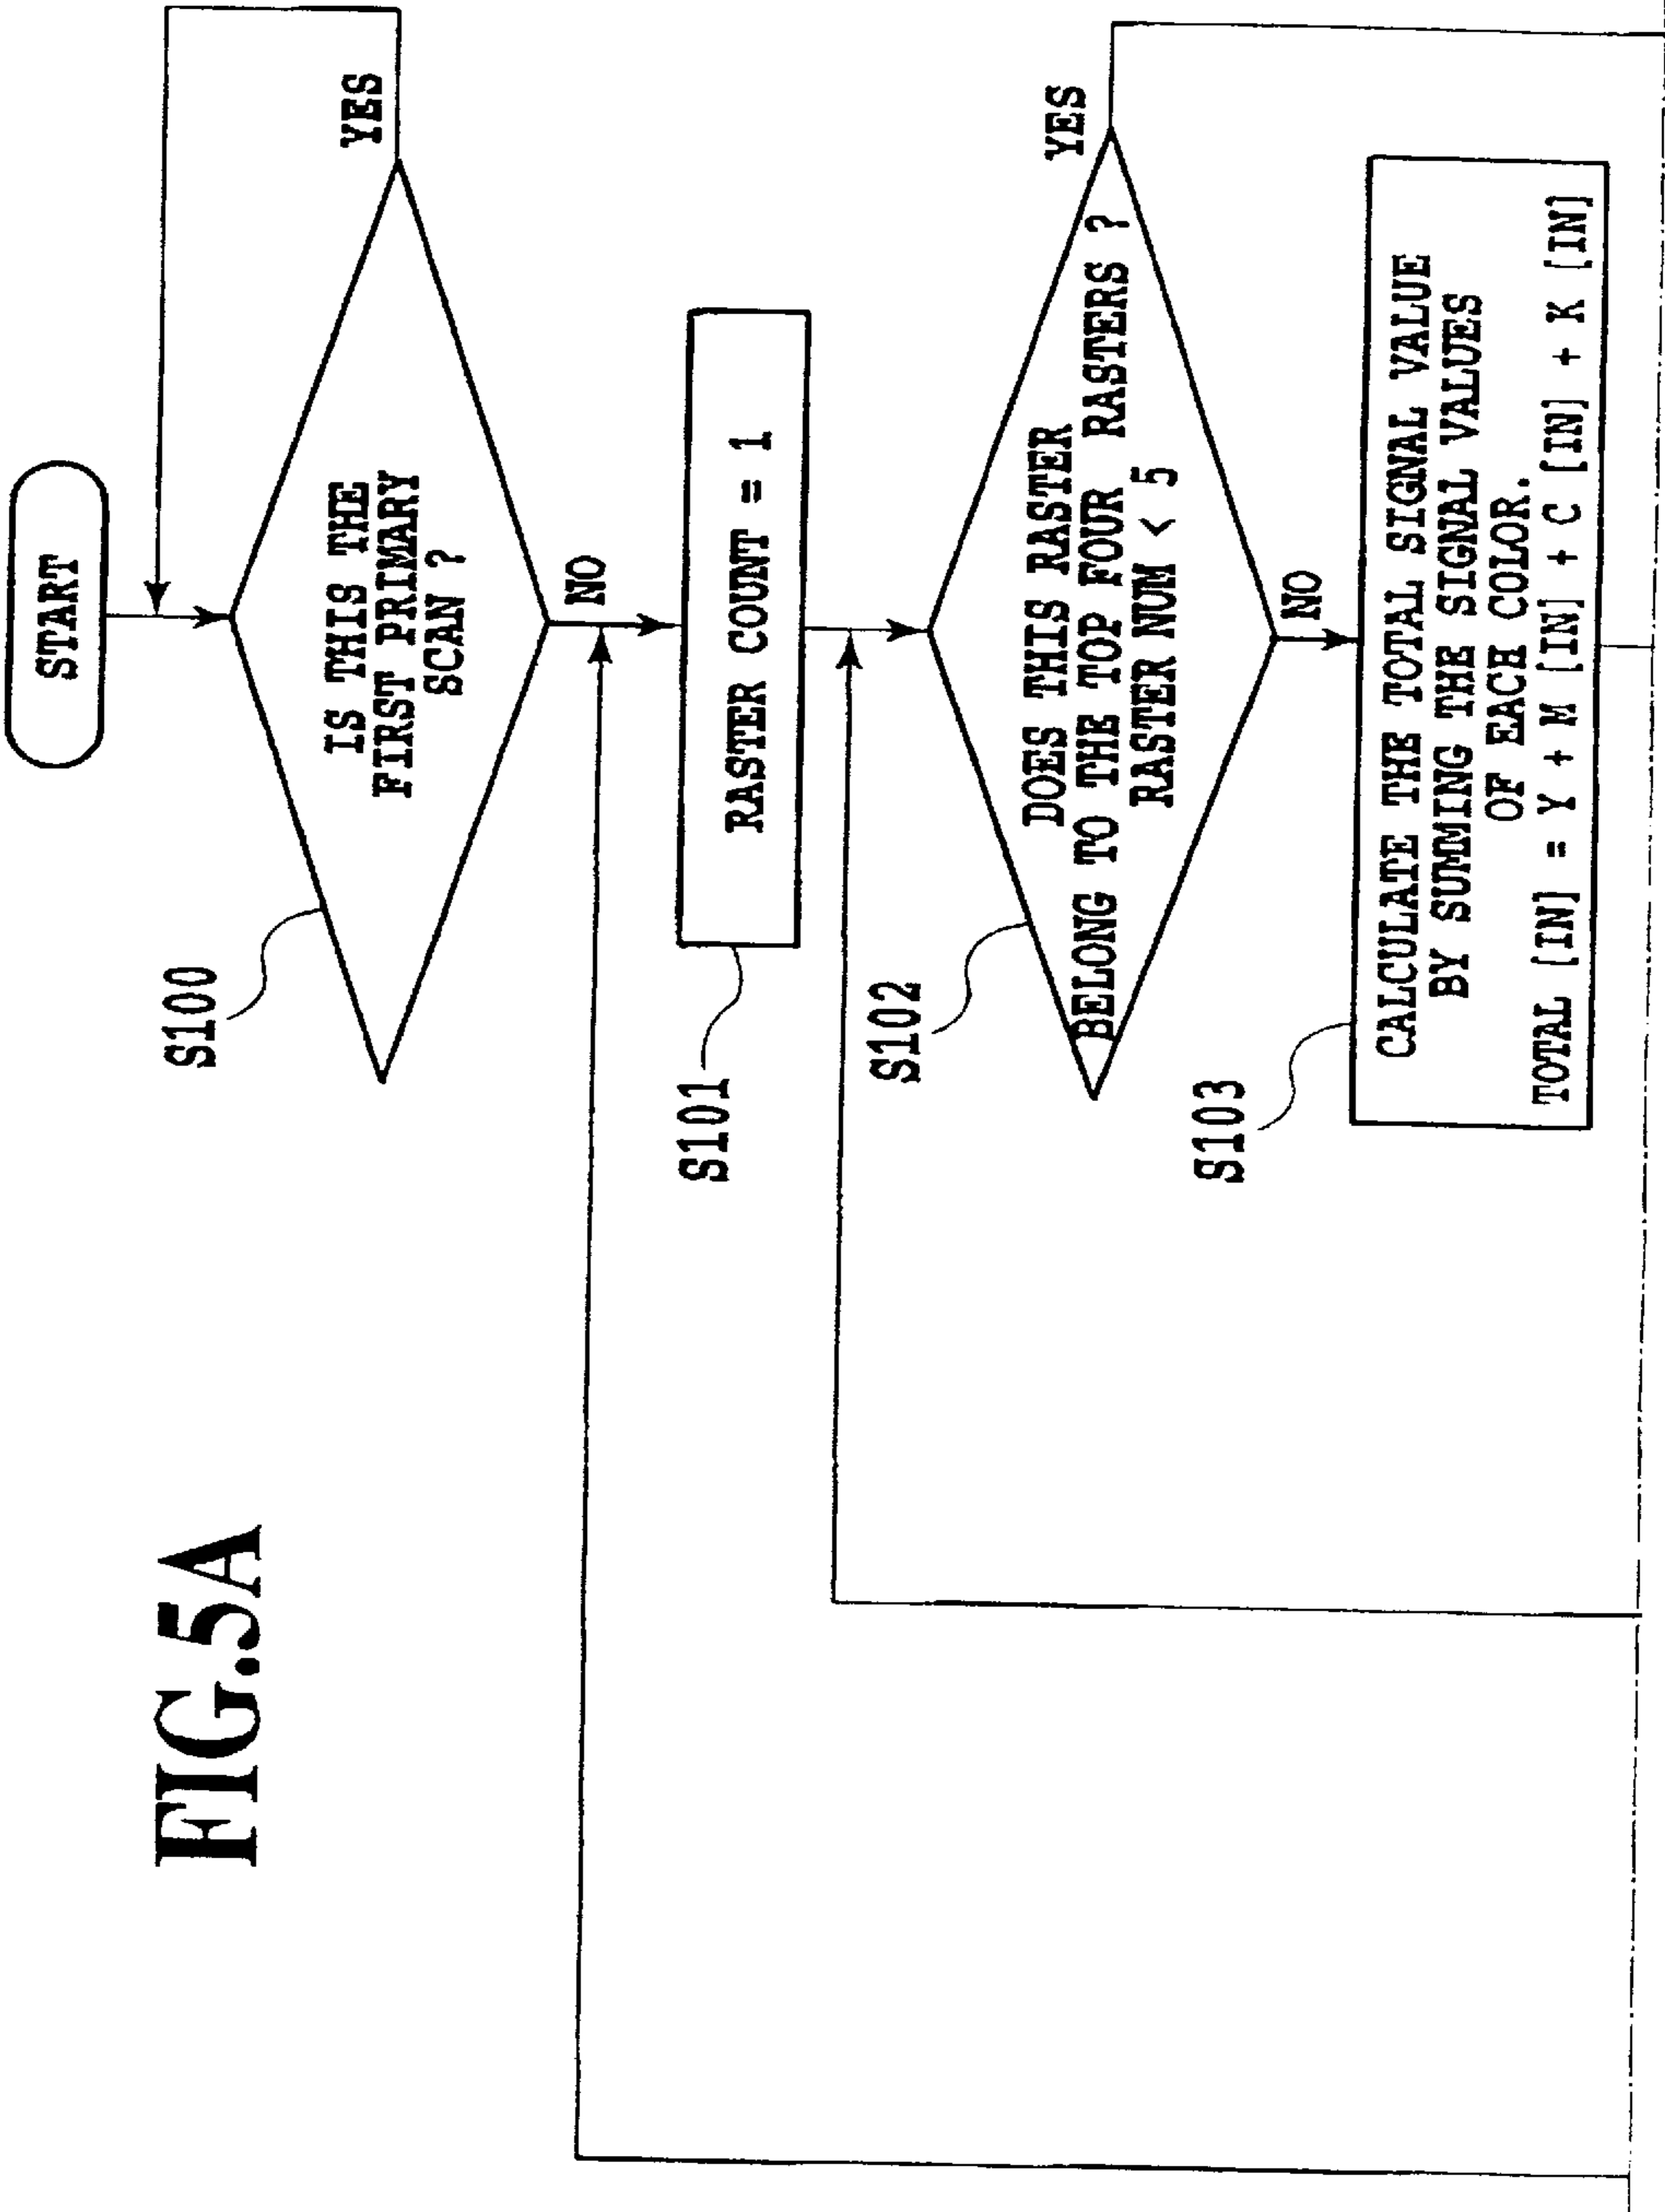 FIG.5A
START
S100
IS THIS THE
FIRST PRIMARY
SCAN ?
YES
NO
S101
RASTER COUNT = 1
S102
DOES THIS RASTER
BELONG TO THE TOP FOUR RASTERS ?
RASTER NUM < 5
YES
NO
S103
CALCULATE THE TOTAL SIGNAL VALUE
BY SUMMING THE SIGNAL VALUES
OF EACH COLOR.
TOTAL [IN] = Y + M [IN] + C [IN] + K [IN]